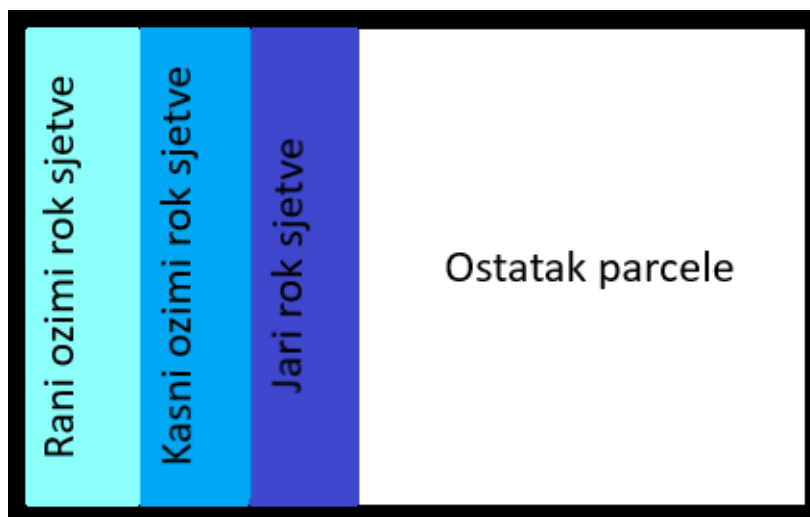 Rani ozimi rok sjetve
Kasni ozimi rok sjetve
Jari rok sjetve
Ostatak parcele